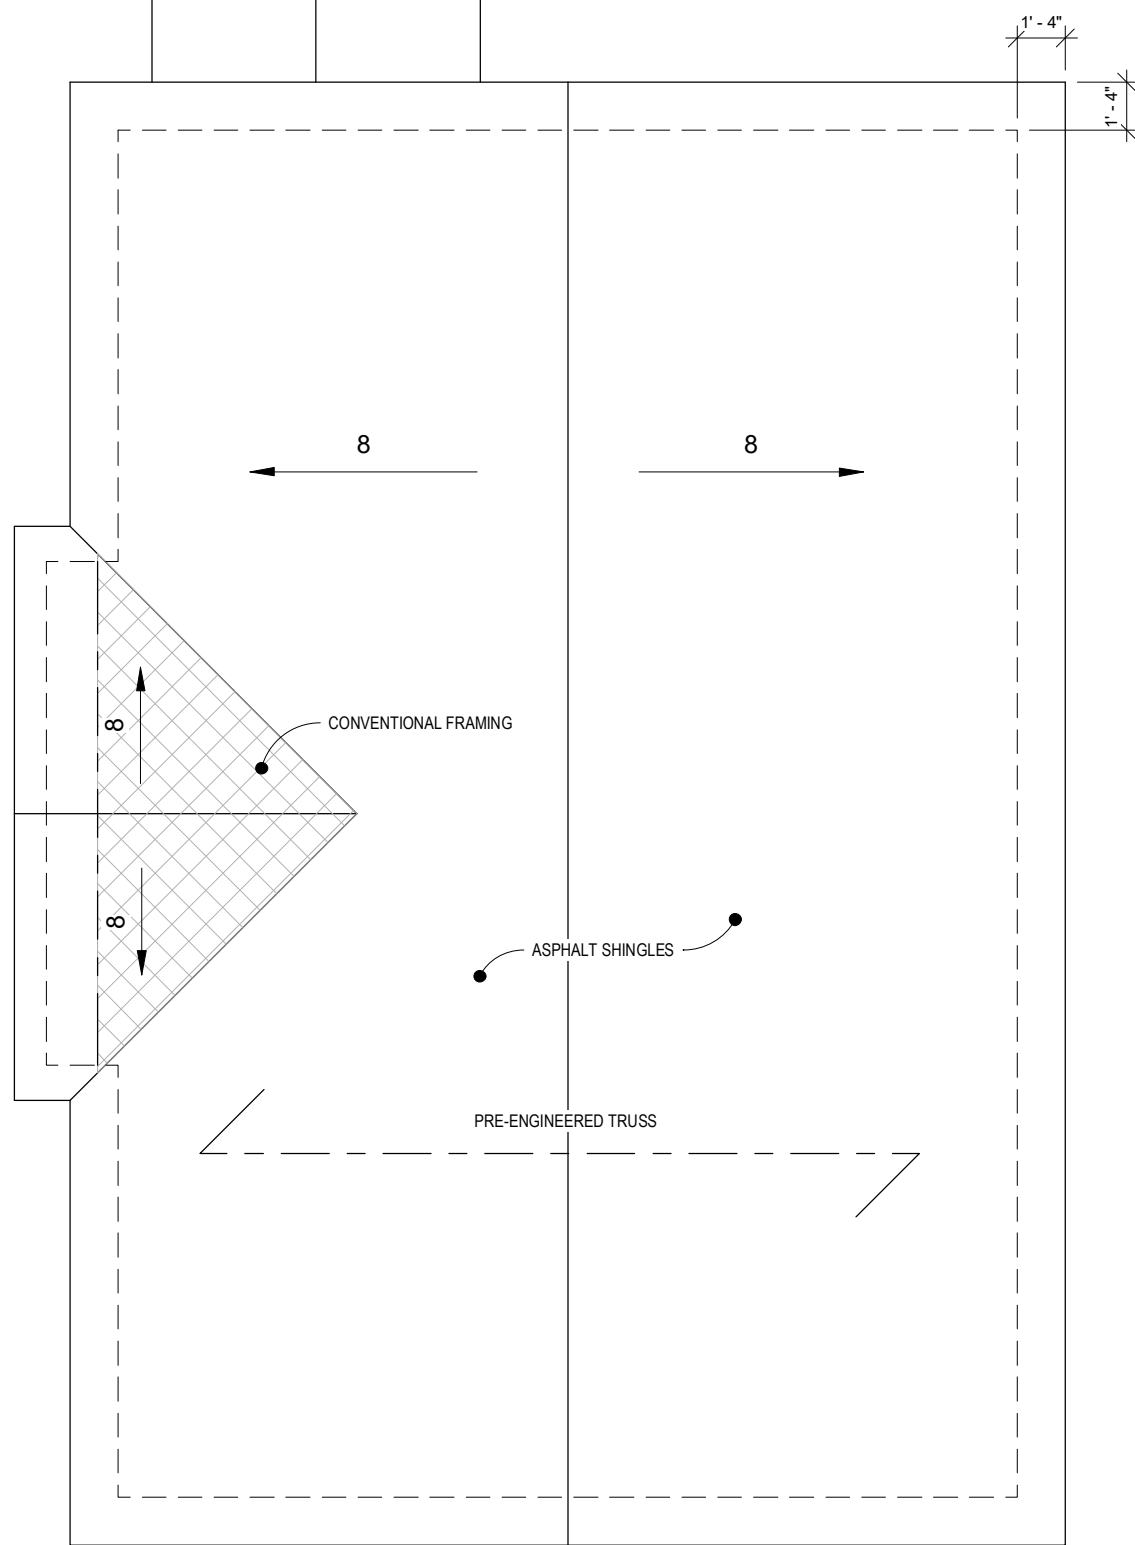 1' - 4"
1' - 4"
8
8
8
CONVENTIONAL FRAMING
8
ASPHALT SHINGLES
PRE-ENGINEERED TRUSS